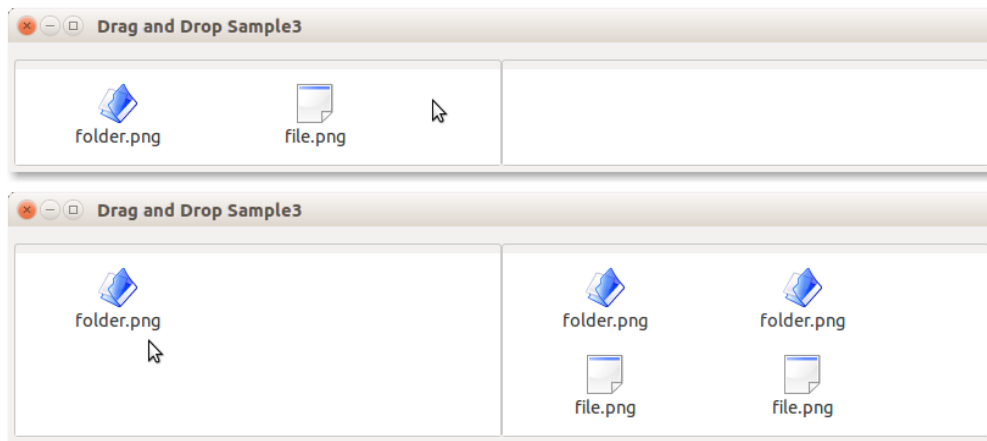 Drag and Drop Sample3
folder.png file.png
Drag and Drop Sample3
folder.png folder.png folder.png
file.png file.png